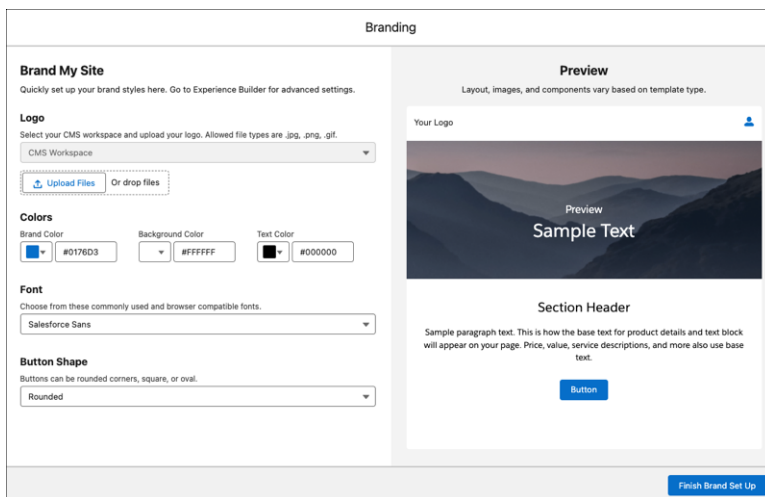 Branding
Brand My Site
Quickly set up your brand styles here. Go to Experience Builder for advanced settings.
Logo
Select your CMS workspace and upload your logo. Allowed file types are .jpg, .png, .gif.
CMS Workspace
Upload Files Or drop files
Colors
Brand Color Background Color Text Color
#0176D3 #FFFFFF #000000
Font
Choose from these commonly used and browser compatible fonts.
Salesforce Sans
Button Shape
Buttons can be rounded corners, square, or oval.
Rounded
Preview
Layout, images, and components vary based on template type.
Your Logo
Preview
Sample Text
Section Header
Sample paragraph text. This is how the base text for product details and text block
will appear on your page. Price, value, service descriptions, and more also use base
text.
Button
Finish Brand Set Up